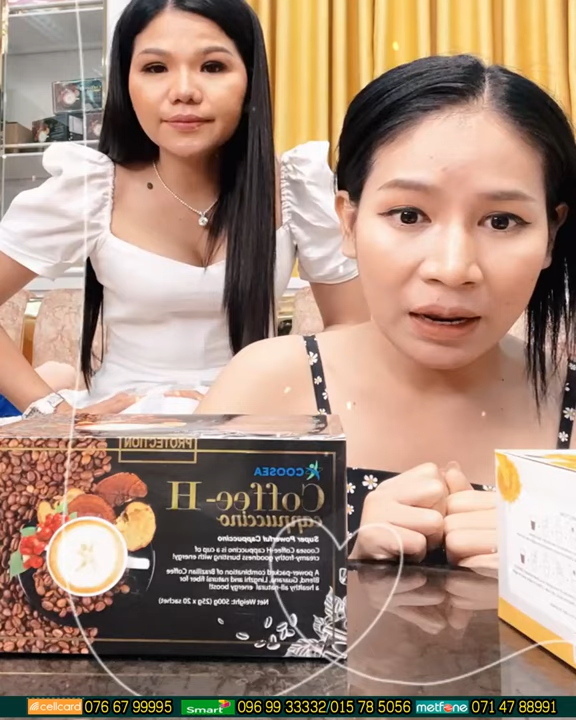 PROTECTION
COOSEA
Coffee-H
cappuccino
Super Powerful Cappuccino
Coosea Coffee-H Cappuccino is a cup of
creamy-frothy goodness bursting with energy!
A power-packed combination of Brazilian Coffee
Blend, Guarana, Lingzhi and natural fiber for
a healthy all-natural energy boost!
Net Weight: 500g (25g x 20 sachet)
cellcard 076 67 99995 Smart 096 99 33332/015 78 5056 metfone 071 47 88991